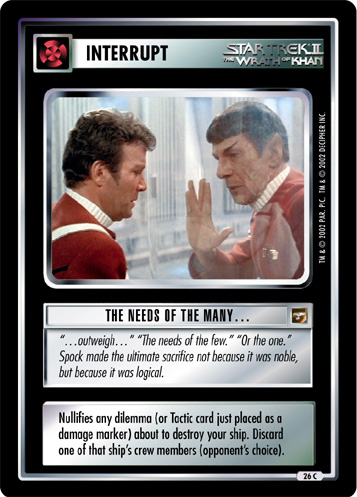 INTERRUPT
STAR TREK II
THE WRATH OF KHAN
TM & © 2002 PAR. PIC. TM & © 2002 DECIPHER INC.
THE NEEDS OF THE MANY...
“...outweigh...” “The needs of the few.” “Or the one.”
Spock made the ultimate sacrifice not because it was noble,
but because it was logical.
Nullifies any dilemma (or Tactic card just placed as a
damage marker) about to destroy your ship. Discard
one of that ship's crew members (opponent's choice).
26 C